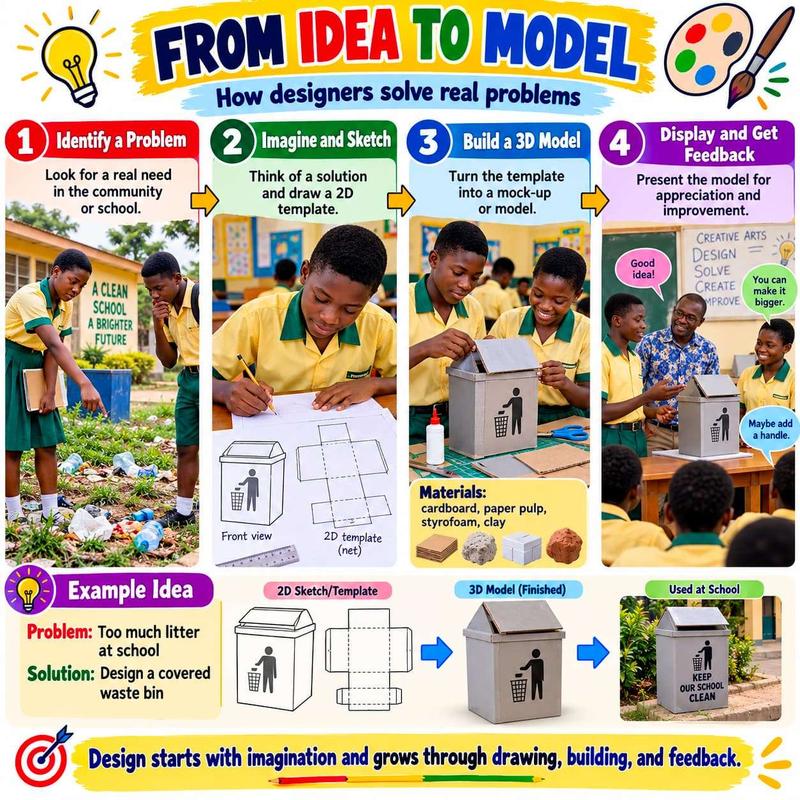 FROM IDEA TO MODEL
How designers solve real problems
1 Identify a Problem
Look for a real need
in the community
or school.
A CLEAN
SCHOOL
A BRIGHTER
FUTURE
2 Imagine and Sketch
Think of a solution
and draw a 2D
template.
Front view
2D template
(net)
3 Build a 3D Model
Turn the template
into a mock-up
or model.
Materials:
cardboard, paper pulp,
styrofoam, clay
4 Display and Get
Feedback
Present the model for
appreciation and
improvement.
CREATIVE ARTS
DESIGN
SOLVE
CREATE
IMPROVE
Good
idea!
You can
make it
bigger.
Maybe add
a handle.
Example Idea
Problem: Too much litter
at school
Solution: Design a covered
waste bin
2D Sketch/Template
3D Model (Finished)
Used at School
KEEP
OUR SCHOOL
CLEAN
Design starts with imagination and grows through drawing, building, and feedback.